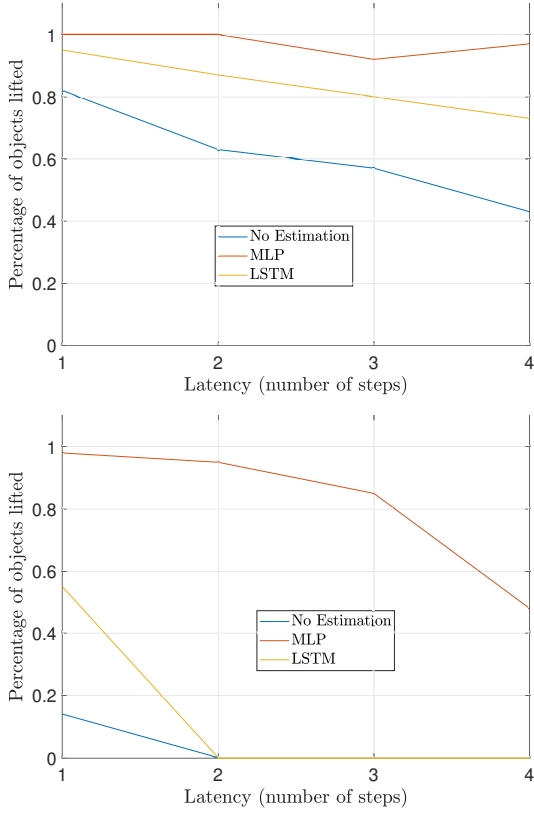 1
0.8
0.6
0.4
0.2
0
Percentage of objects lifted
No Estimation
MLP
LSTM
1 2 3 4
Latency (number of steps)
1
0.8
0.6
0.4
0.2
0
Percentage of objects lifted
No Estimation
MLP
LSTM
1 2 3 4
Latency (number of steps)